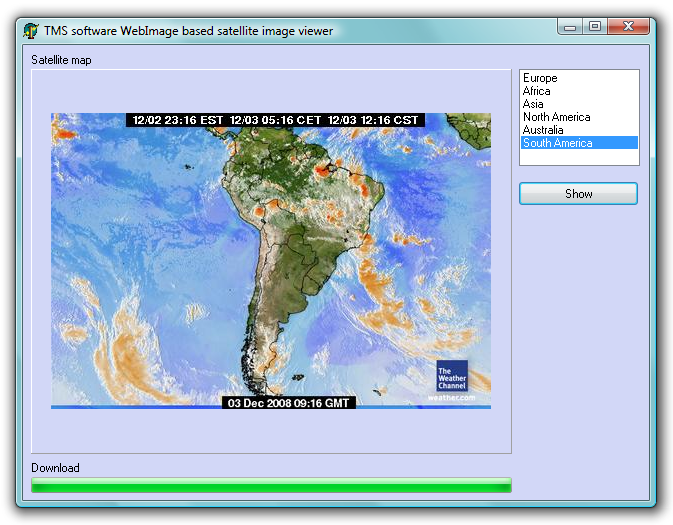 TMS software WebImage based satellite image viewer
Satellite map
12/02 23:16 EST 12/03 05:16 CET 12/03 12:16 CST
The
Weather
Channel
weather.com
03 Dec 2008 09:16 GMT
Europe
Africa
Asia
North America
Australia
South America
Show
Download